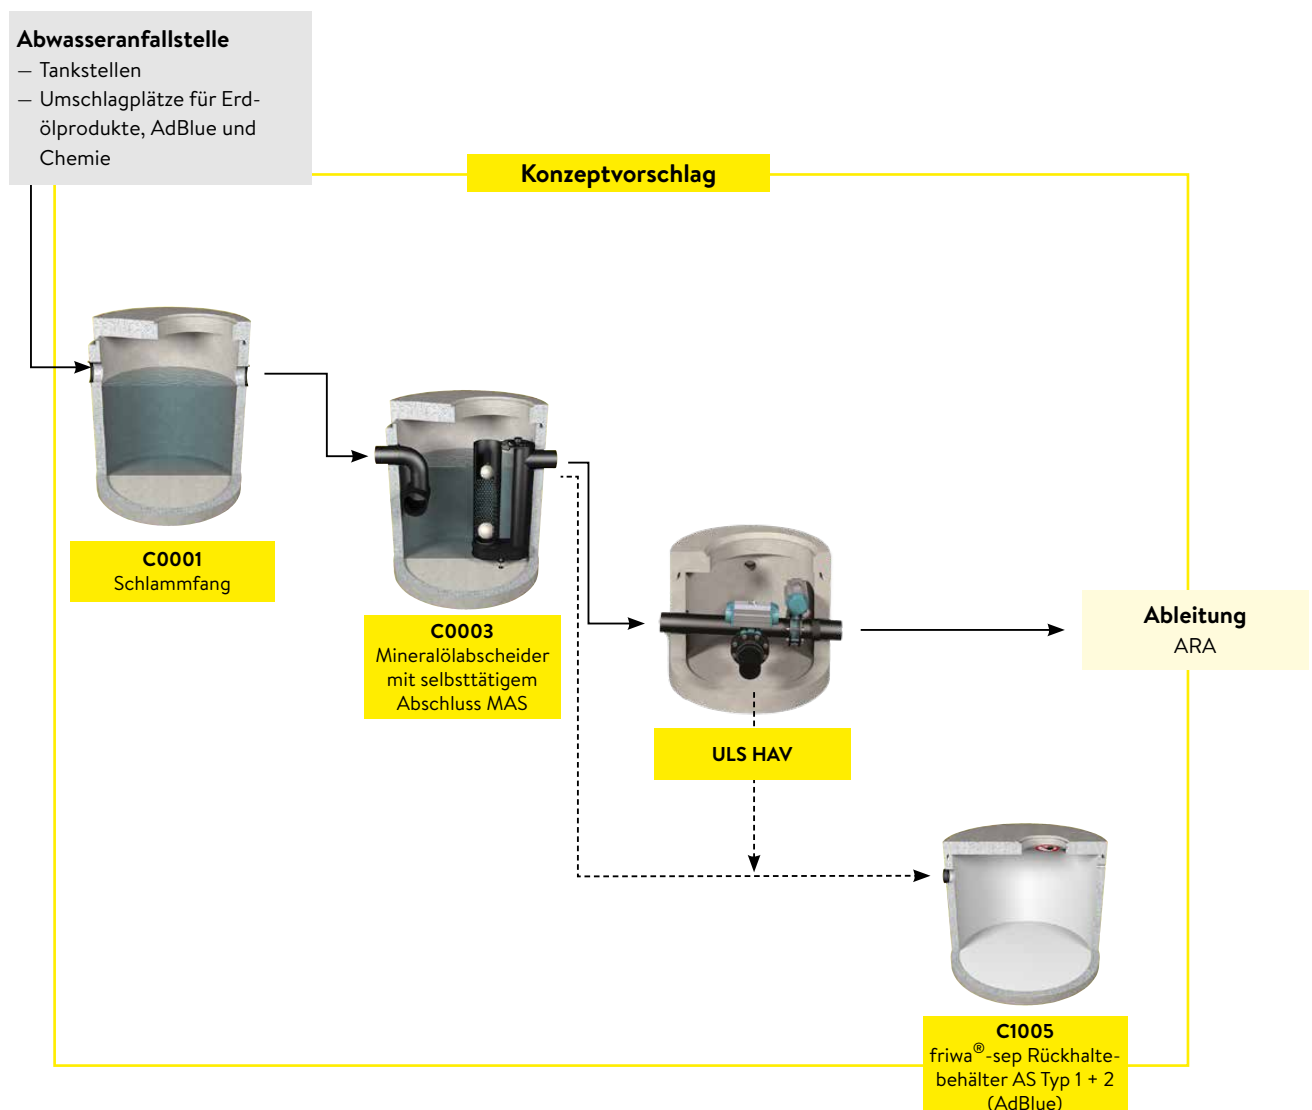 Abwasseranfallstelle
— Tankstellen
— Umschlagplätze für Erd-
ölprodukte, AdBlue und
Chemie
Konzeptvorschlag
C0001
Schlammfang
C0003
Mineralölabscheider
mit selbsttätigem
Abschluss MAS
ULS HAV
Ableitung
ARA
C1005
friwa®-sep Rückhalte-
behälter AS Typ 1 + 2
(AdBlue)